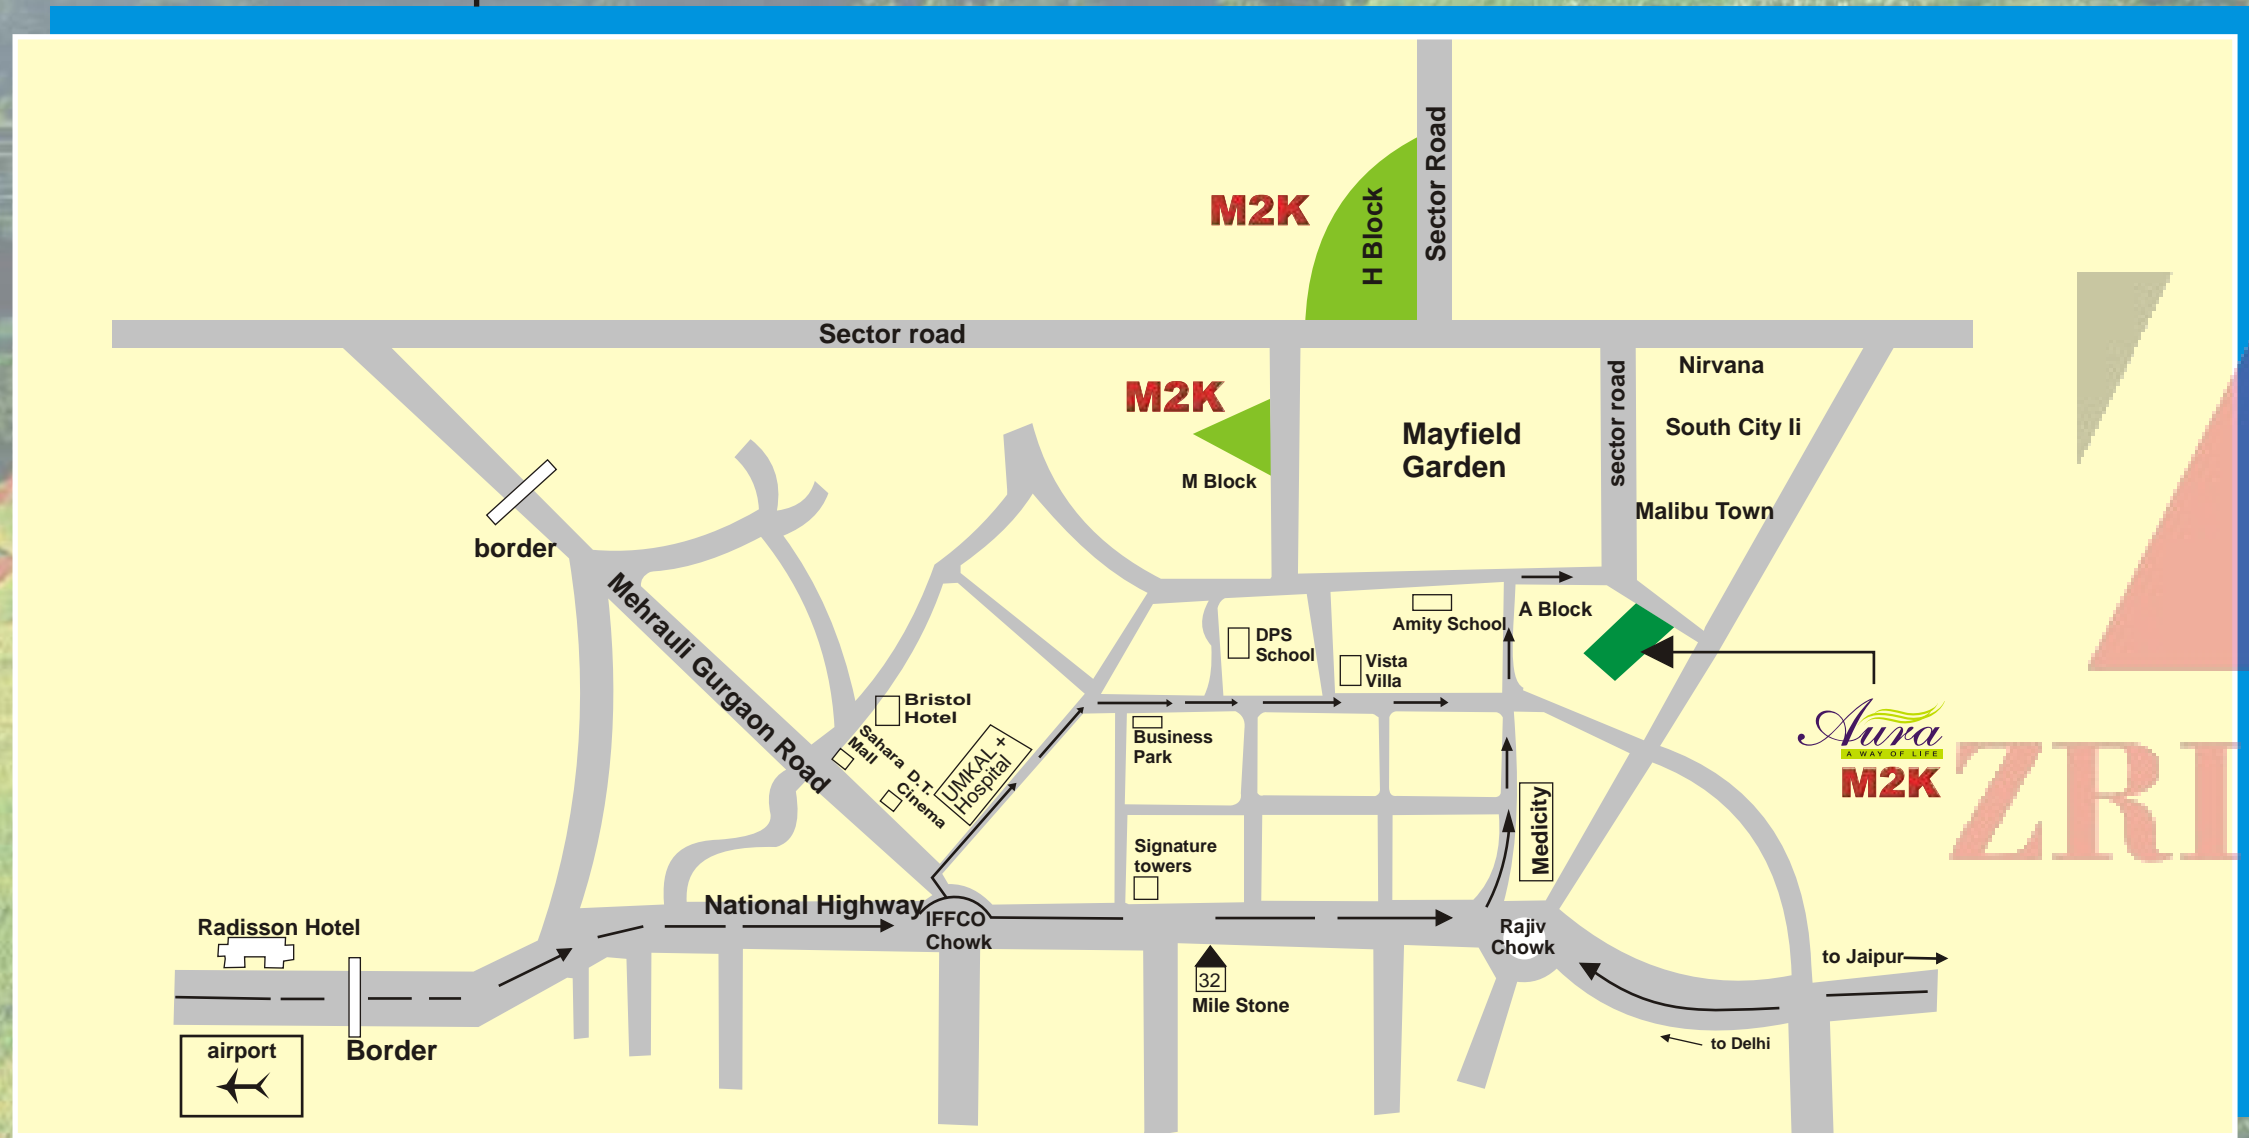 Sector Road
M2K
H Block
Sector road
Nirvana
M2K
South City Ii
Mayfield
Garden
sector road
M Block
Malibu Town
border
Mehrauli Gurgaon Road
A Block
Amity School
DPS
School
Vista
Villa
Bristol
Hotel
Sahara
Mall
D.T.
Cinema
UMKAL +
Hospital
Business
Park
Aura
A WAY OF LIFE
M2K
ZRI
Medicity
Signature
towers
National Highway
IFFCO
Chowk
Rajiv
Chowk
Radisson Hotel
to Jaipur
32
Mile Stone
to Delhi
Border
airport